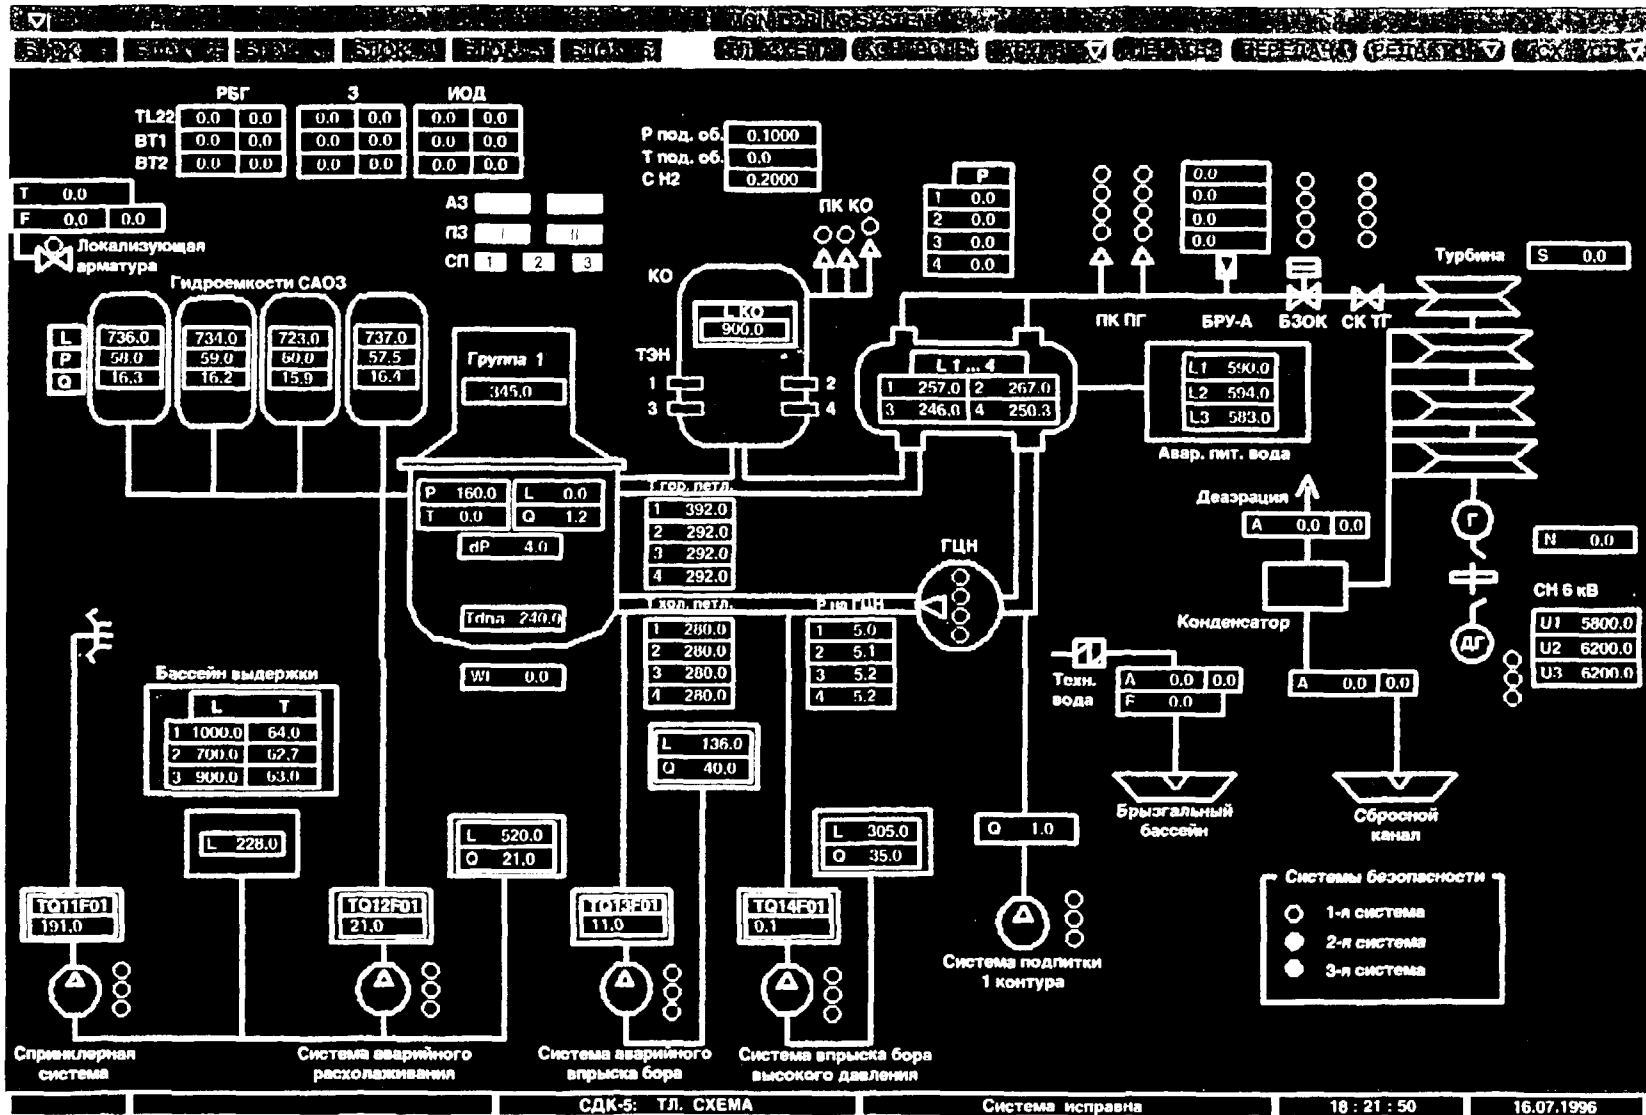 MONITORING SYSTEM
РБГ З ИОД
TL22 0.0 0.0 0.0 0.0 0.0 0.0
BT1 0.0 0.0 0.0 0.0 0.0 0.0
BT2 0.0 0.0 0.0 0.0 0.0 0.0
T 0.0
F 0.0 0.0
Локализующая
арматура
АЗ
ПЗ I II
СП 1 2 3
P под. об. 0.1000
T под. об. 0.0
C H2 0.2000
ПК КО
P
1 0.0
2 0.0
3 0.0
4 0.0
0.0
0.0
0.0
0.0
ПК ПГ
БРУ-А
БЗОК
СК ТГ
Турбина
S 0.0
Гидроемкости САОЗ
L 736.0 734.0 723.0 737.0
P 58.0 59.0 60.0 57.5
Q 16.3 16.2 15.9 16.4
Группа 1
345.0
КО
L КО
900.0
ТЭН
1 2
3 4
L 1 ... 4
1 257.0 2 267.0
3 246.0 4 250.3
L1 590.0
L2 594.0
L3 583.0
Авар. пит. вода
P 160.0 L 0.0
T 0.0 Q 1.2
dP 4.0
Tdna 240.0
WI 0.0
T гор. петл.
1 392.0
2 292.0
3 292.0
4 292.0
T хол. петл.
1 280.0
2 280.0
3 280.0
4 280.0
P на ГЦН
1 5.0
2 5.1
3 5.2
4 5.2
ГЦН
Деаэрация
A 0.0 0.0
Конденсатор
Г
ДГ
N 0.0
СН 6 кВ
U1 5800.0
U2 6200.0
U3 6200.0
Техн.
вода
A 0.0 0.0
F 0.0
A 0.0 0.0
Брызгальный
бассейн
Сбросной
канал
Бассейн выдержки
L T
1 1000.0 64.0
2 700.0 62.7
3 900.0 63.0
L 228.0
L 520.0
Q 21.0
L 136.0
Q 40.0
L 305.0
Q 35.0
Q 1.0
TQ11F01
191.0
TQ12F01
21.0
TQ13F01
11.0
TQ14F01
0.1
Спринклерная
система
Система аварийного
расхолаживания
Система аварийного
впрыска бора
Система впрыска бора
высокого давления
Система подпитки
1 контура
Системы безопасности
1-я система
2-я система
3-я система
СДК-5: ТЛ. СХЕМА
Система исправна
18 : 21 : 50
16.07.1996